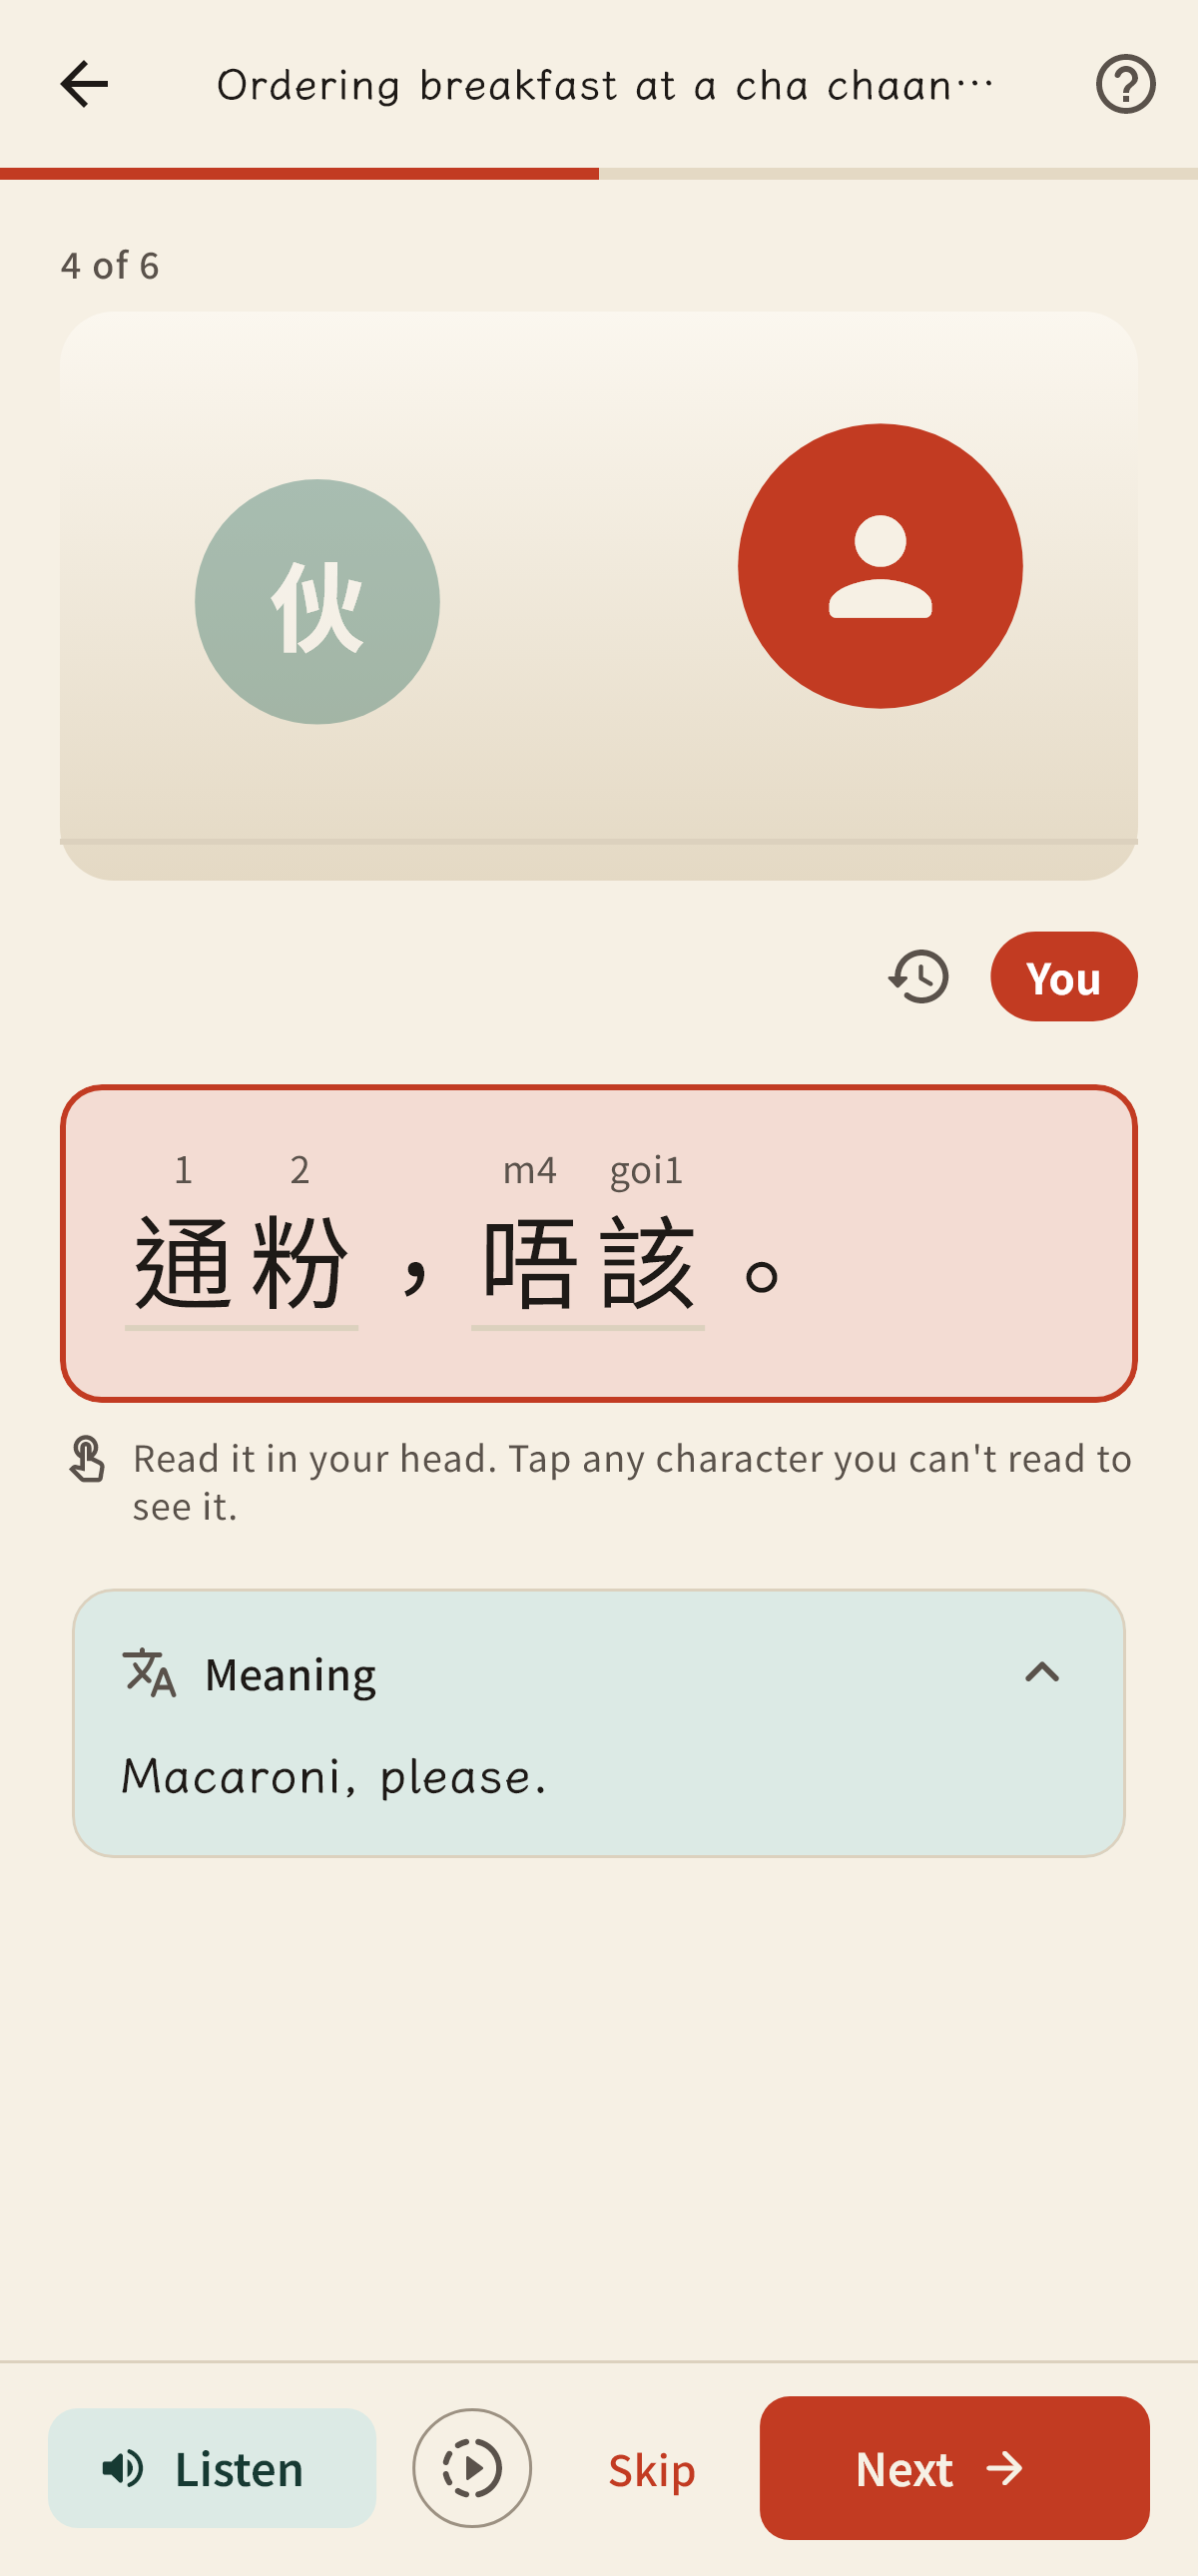 Ordering breakfast at a cha chaan…
4 of 6
伙
You
1 2 m4 goi1
通粉，唔該。
Read it in your head. Tap any character you can't read to
see it.
Meaning
Macaroni, please.
Listen
Skip
Next